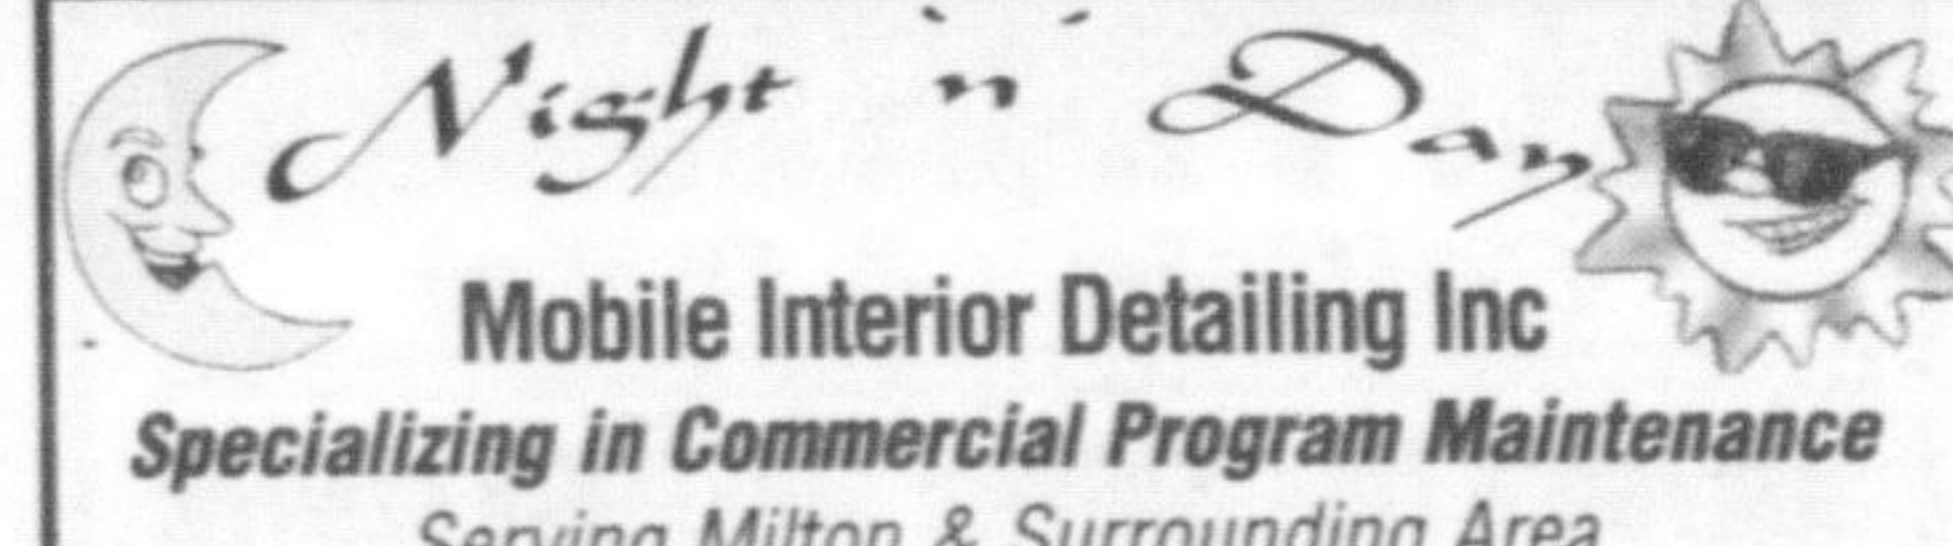 Night 'n' Day
Mobile Interior Detailing Inc
Specializing in Commercial Program Maintenance
Serving Milton & Surrounding Area